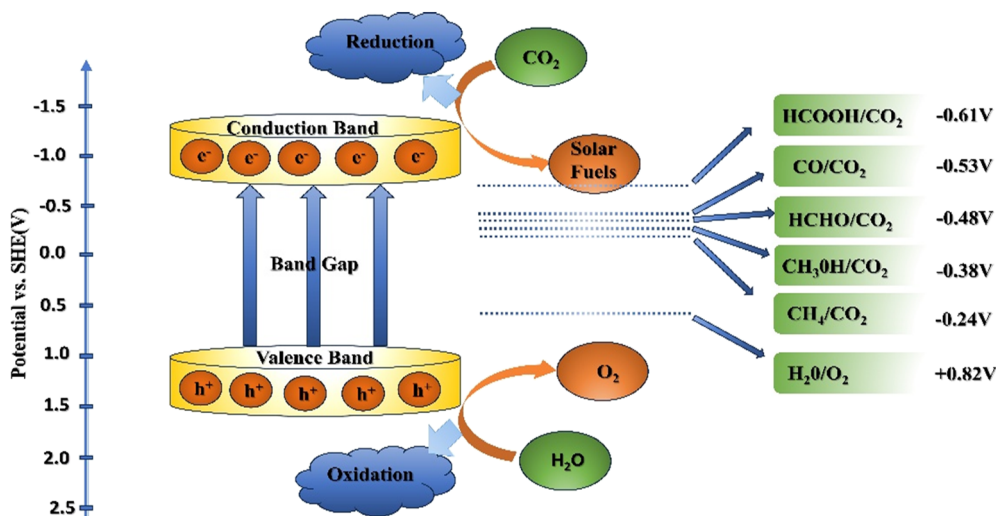 Reduction
CO₂
-1.5
Conduction Band
HCOOH/CO₂ -0.61V
e⁻ e⁻ e⁻ e⁻ e⁻
-1.0
Solar
Fuels
CO/CO₂ -0.53V
-0.5
HCHO/CO₂ -0.48V
0.0
Band Gap
CH₃0H/CO₂ -0.38V
Potential vs. SHE(V)
0.5
CH₄/CO₂ -0.24V
1.0
Valence Band
H₂0/O₂ +0.82V
h⁺ h⁺ h⁺ h⁺ h⁺
O₂
1.5
2.0
Oxidation
H₂O
2.5